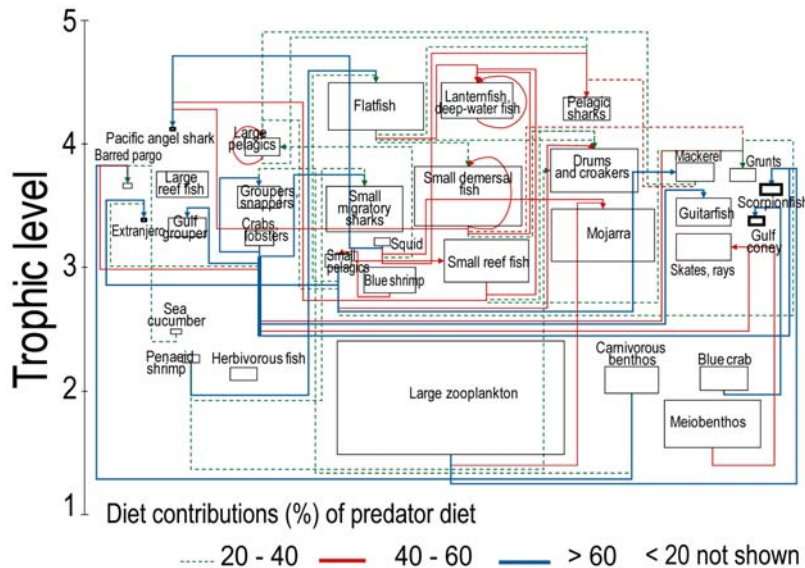 5
4
3
2
1
Trophic level
Flatfish
Lanternfish,
deep-water fish
Pelagic
sharks
Pacific angel shark
Large
pelagics
Barred pargo
Large
reef fish
Drums
and croakers
Mackerel
Grunts
Groupers
snappers
Small
migratory
sharks
Small demersal
fish
Scorpionfish
Extranjero
Gulf
grouper
Crabs,
lobsters
Squid
Mojarra
Guitarfish
Gulf
coney
Small
pelagics
Blue shrimp
Small reef fish
Skates, rays
Sea
cucumber
Penaeid
shrimp
Herbivorous fish
Large zooplankton
Carnivorous
benthos
Blue crab
Meiobenthos
Diet contributions (%) of predator diet
20 - 40
40 - 60
> 60
< 20 not shown